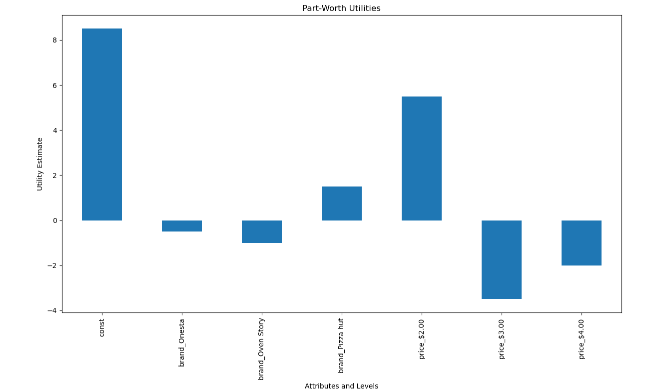 Part-Worth Utilities
8
6
4
2
0
−2
−4
Utility Estimate
const
brand_Onesta
brand_Oven Story
brand_Pizza hut
price_$2.00
price_$3.00
price_$4.00
Attributes and Levels